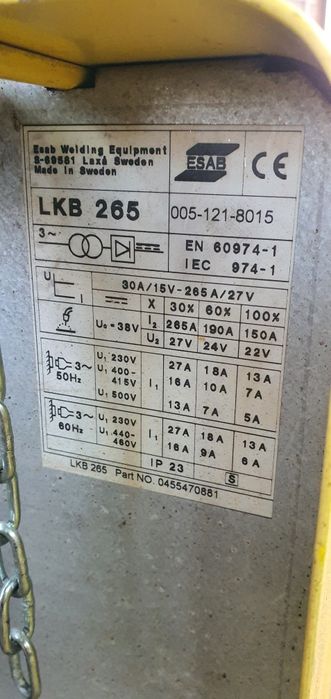 Esab Welding Equipment
S-69581 Laxå Sweden
Made in Sweden
ESAB
CE
LKB 265
005-121-8015
3~
EN 60974-1
IEC 974-1
U
I
30A/15V-265A/27V
X 30% 60% 100%
U₀=38V
I₂ 265A 190A 150A
U₂ 27V 24V 22V
3~
50Hz
U₁ 230V
U₁ 400-
415V
U₁ 500V
I₁
27A 18A 13A
16A 10A 7A
13A 7A 5A
3~
60Hz
U₁ 230V
U₁ 440-
460V
I₁
27A 18A 13A
16A 9A 6A
IP 23
S
LKB 265 Part NO. 0455470881